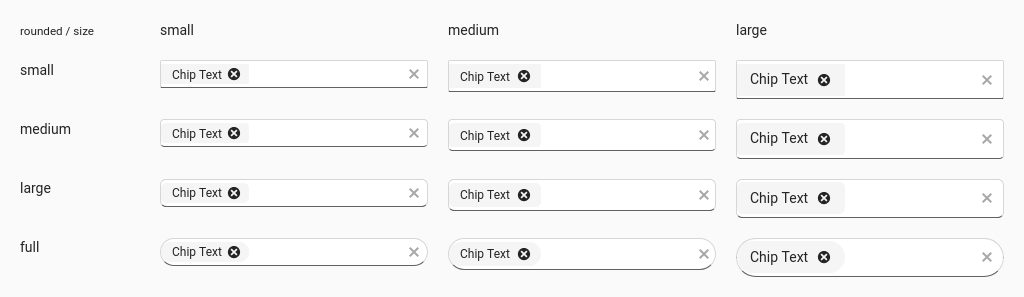 rounded / size small medium large
small Chip Text Chip Text Chip Text
medium Chip Text Chip Text Chip Text
large Chip Text Chip Text Chip Text
full Chip Text Chip Text Chip Text